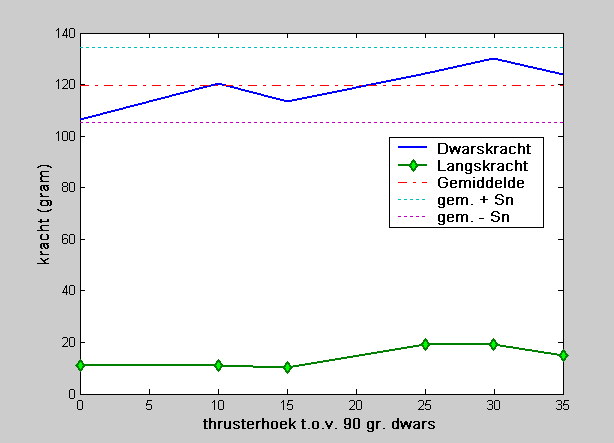 140
120
100
80
60
40
20
0
kracht (gram)
Dwarskracht
Langskracht
Gemiddelde
gem. + Sn
gem. - Sn
0 5 10 15 20 25 30 35
thrusterhoek t.o.v. 90 gr. dwars